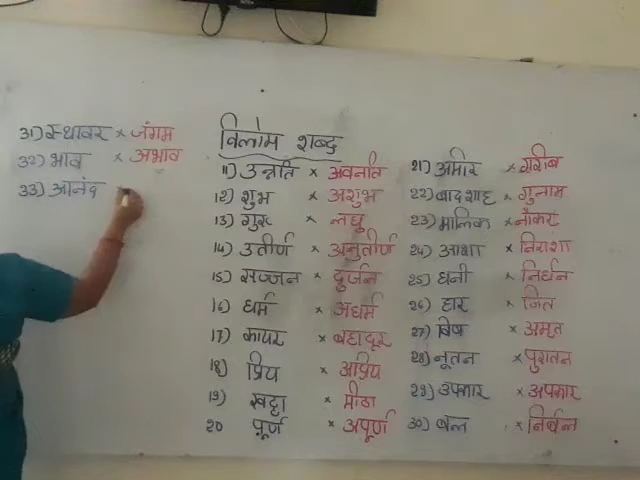 विलोम शब्द
31) स्थावर × जंगम
32) भाव × अभाव
33) आनंद
11) उन्नति × अवनति
12) शुभ × अशुभ
13) गुरु × लघु
14) उतीर्ण × अनुतीर्ण
15) सज्जन × दुर्जन
16) धर्म × अधर्म
17) कायर × बहादूर
18) प्रिय × अप्रिय
19) खट्टा × मीठा
20 पूर्ण × अपूर्ण
21) अमीर × गरीब
22) बादशाह × गुलाम
23) मालिक × नौकर
24) आशा × निराशा
25) धनी × निर्धन
26) हार × जित
27) विष × अमृत
28) नूतन × पुरातन
29) उपकार × अपकार
30) बल × निर्बल